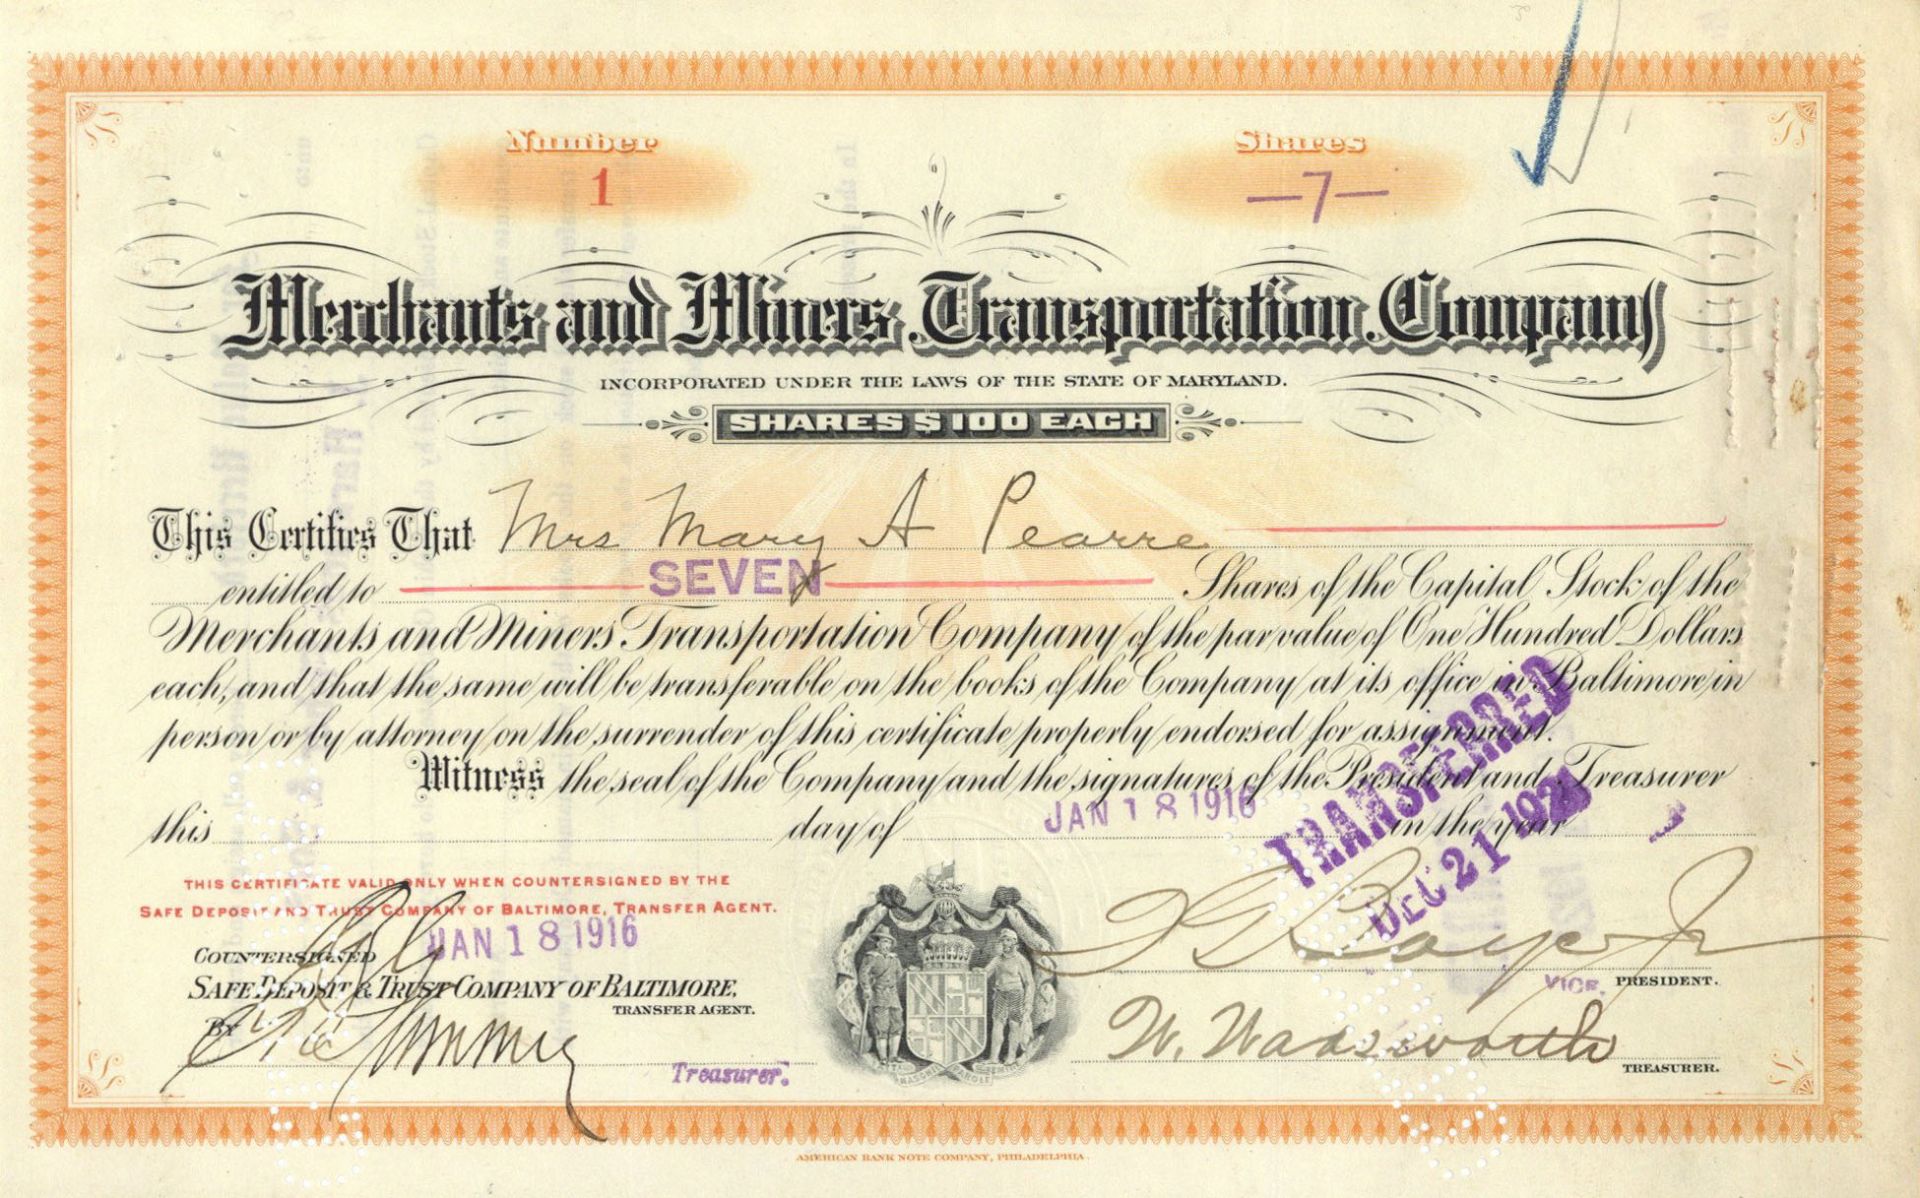 Number
1
Shares
—7—
Merchants and Miners Transportation Company
INCORPORATED UNDER THE LAWS OF THE STATE OF MARYLAND.
SHARES $100 EACH
This Certifies That Mrs Mary A Pearre
entitled to SEVEN Shares of the Capital Stock of the
Merchants and Miners Transportation Company of the par value of One Hundred Dollars
each, and that the same will be transferable on the books of the Company at its office in Baltimore in
person or by attorney on the surrender of this certificate properly endorsed for assignment.
Witness the seal of the Company and the signatures of the President and Treasurer
this day of JAN 18 1916 in the year
TRANSFERRED
DEC 21
THIS CERTIFICATE VALID ONLY WHEN COUNTERSIGNED BY THE
SAFE DEPOSIT AND TRUST COMPANY OF BALTIMORE, TRANSFER AGENT.
JAN 18 1916
COUNTERSIGNED
SAFE DEPOSIT & TRUST COMPANY OF BALTIMORE,
TRANSFER AGENT.
BY
Treasurer.
VICE PRESIDENT.
W. Wadsworth
TREASURER.
AMERICAN BANK NOTE COMPANY, PHILADELPHIA.